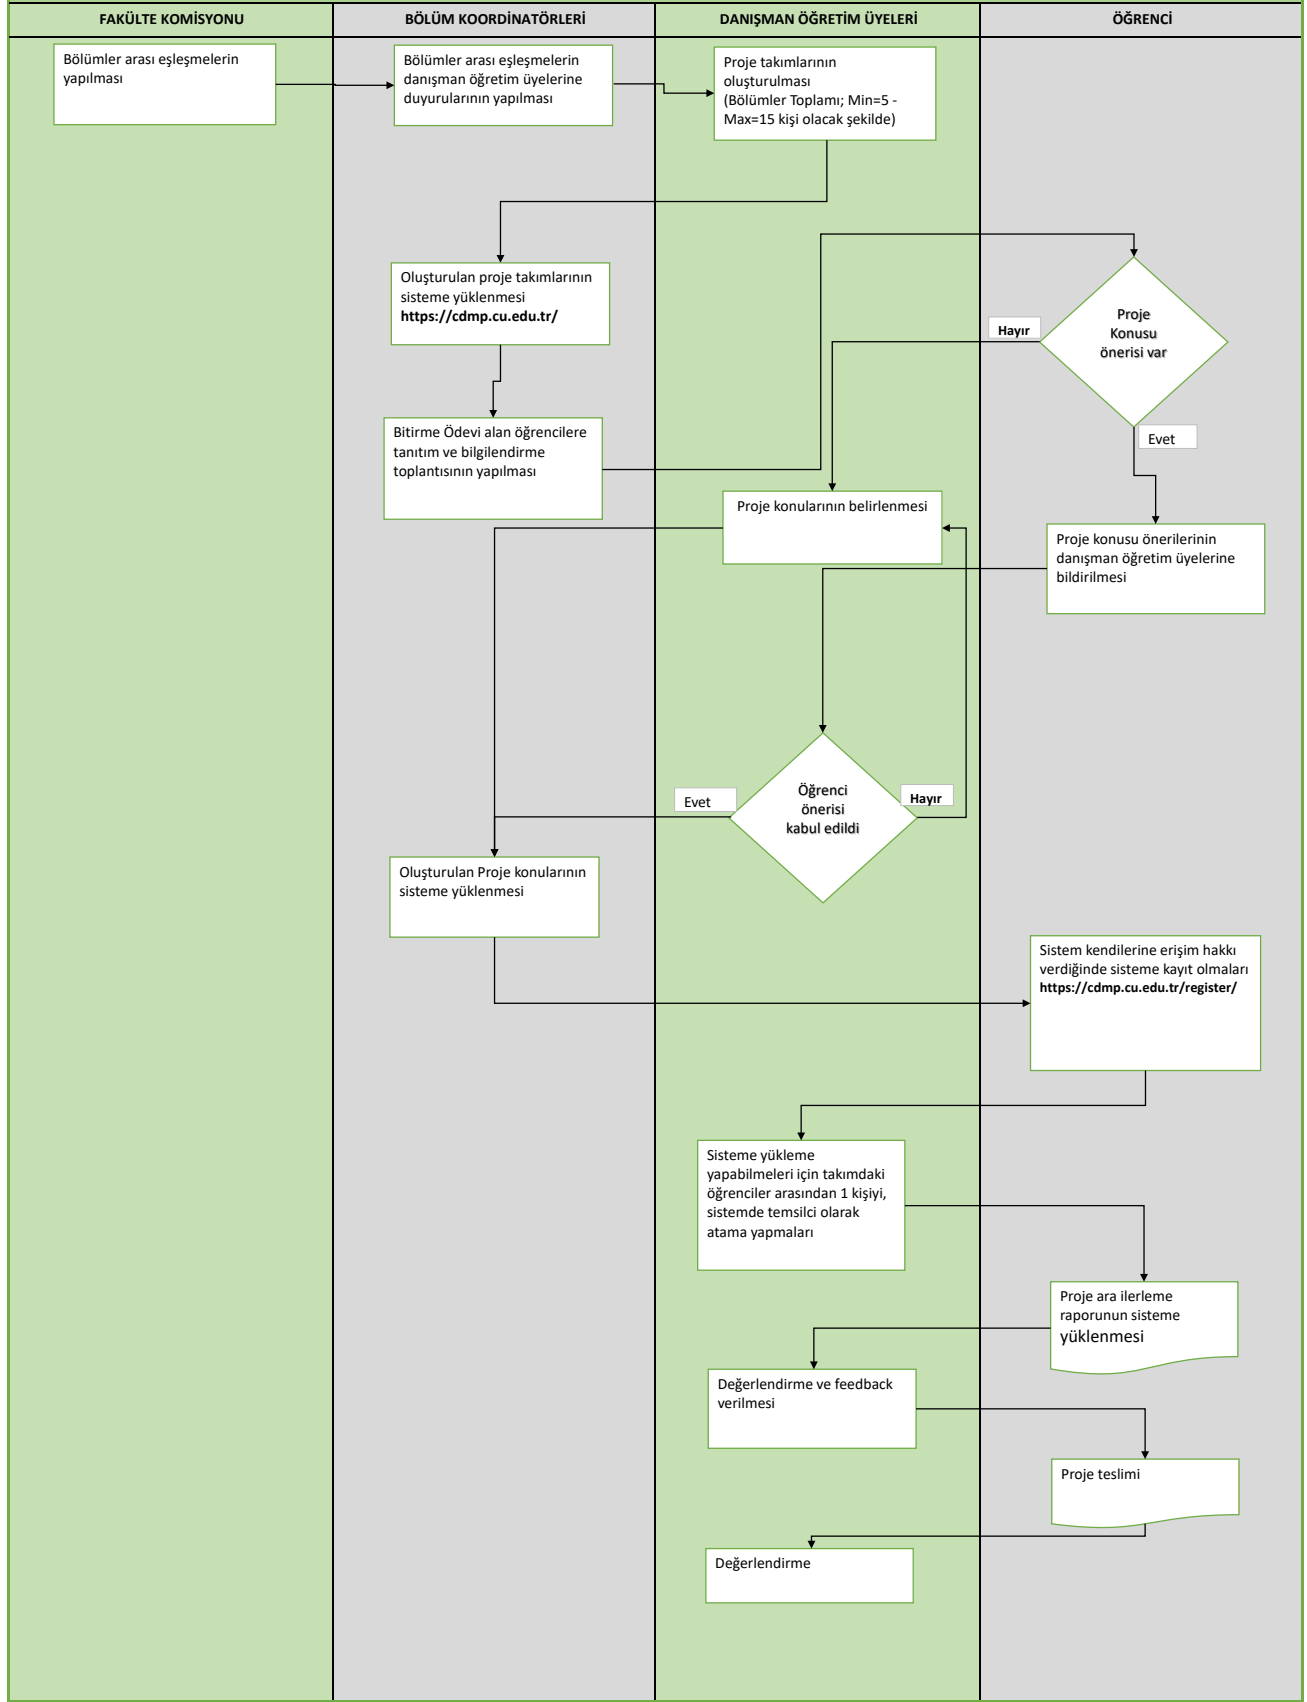 FAKÜLTE KOMİSYONU
BÖLÜM KOORDİNATÖRLERİ
DANIŞMAN ÖĞRETİM ÜYELERİ
ÖĞRENCİ
Bölümler arası eşleşmelerin
yapılması
Bölümler arası eşleşmelerin
danışman öğretim üyelerine
duyurularının yapılması
Proje takımlarının
oluşturulması
(Bölümler Toplamı; Min=5 -
Max=15 kişi olacak şekilde)
Oluşturulan proje takımlarının
sisteme yüklenmesi
https://cdmp.cu.edu.tr/
Proje
Konusu
önerisi var
Hayır
Evet
Bitirme Ödevi alan öğrencilere
tanıtım ve bilgilendirme
toplantısının yapılması
Proje konularının belirlenmesi
Proje konusu önerilerinin
danışman öğretim üyelerine
bildirilmesi
Öğrenci
önerisi
kabul edildi
Evet
Hayır
Oluşturulan Proje konularının
sisteme yüklenmesi
Sistem kendilerine erişim hakkı
verdiğinde sisteme kayıt olmaları
https://cdmp.cu.edu.tr/register/
Sisteme yükleme
yapabilmeleri için takımdaki
öğrenciler arasından 1 kişiyi,
sistemde temsilci olarak
atama yapmaları
Proje ara ilerleme
raporunun sisteme
yüklenmesi
Değerlendirme ve feedback
verilmesi
Proje teslimi
Değerlendirme